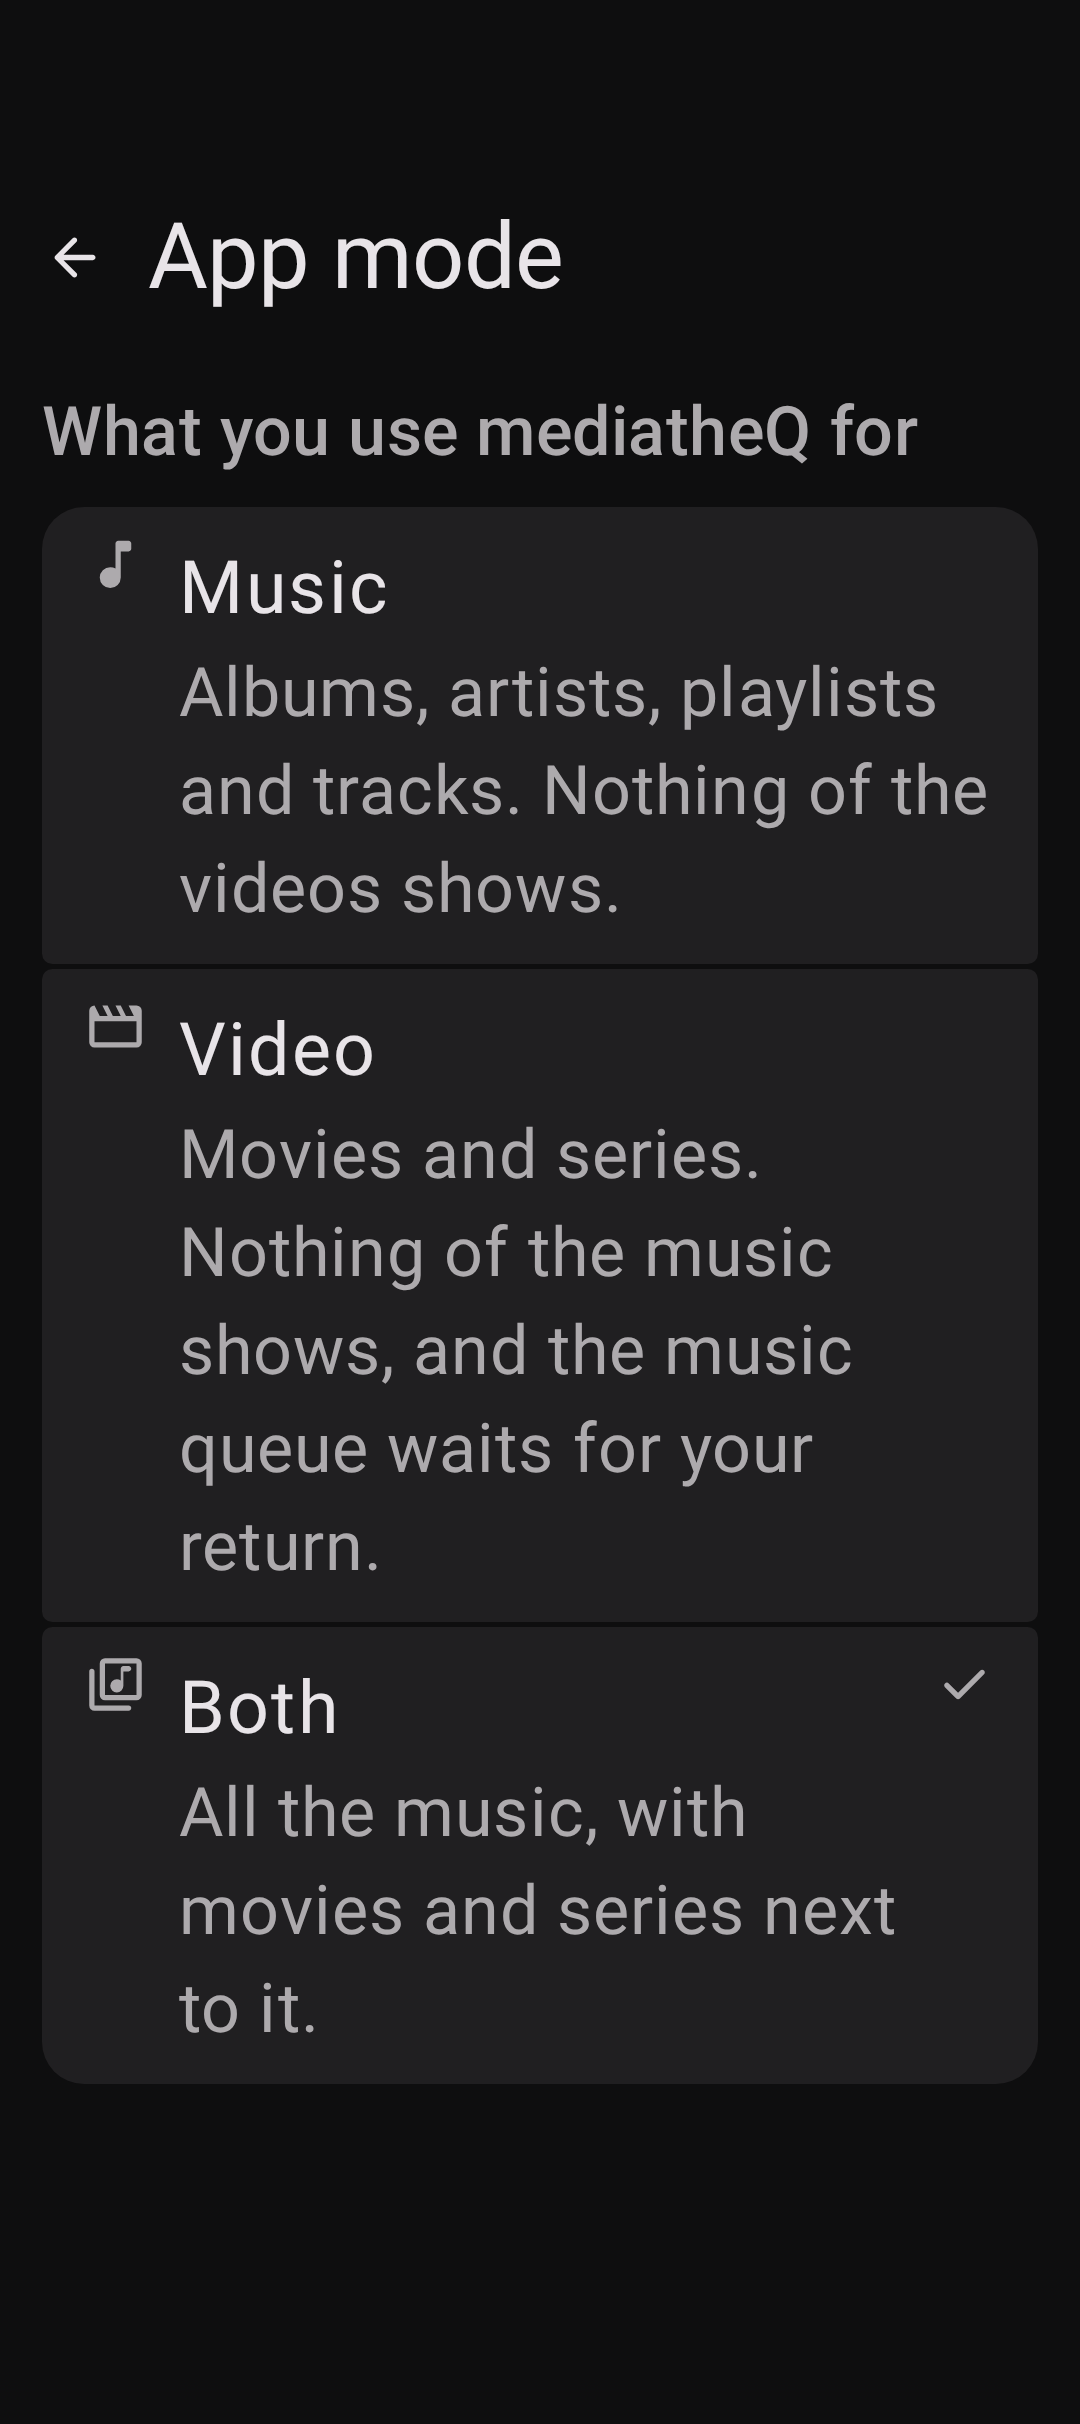 App mode
What you use mediatheQ for
Music
Albums, artists, playlists
and tracks. Nothing of the
videos shows.
Video
Movies and series.
Nothing of the music
shows, and the music
queue waits for your
return.
Both
All the music, with
movies and series next
to it.